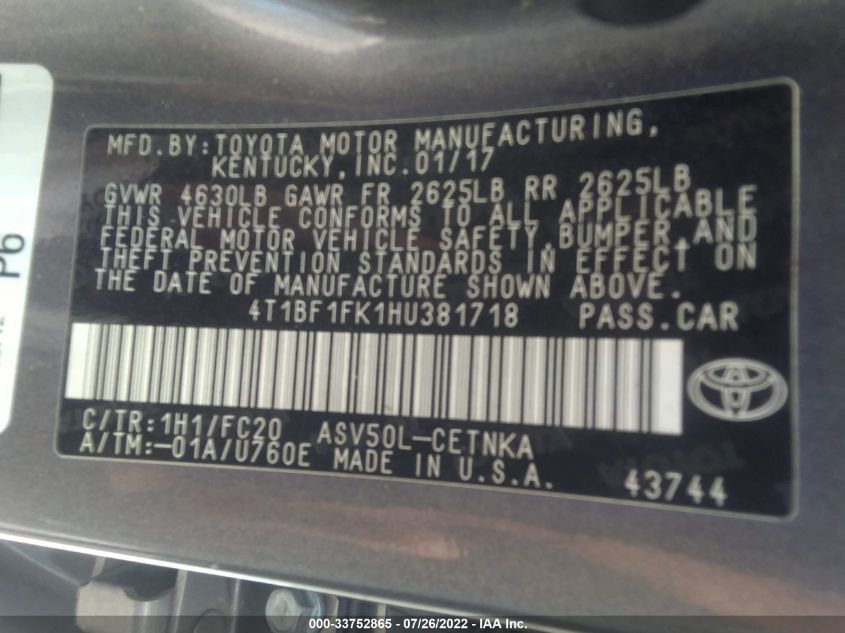 MFD.BY:TOYOTA MOTOR MANUFACTURING,
KENTUCKY,INC.01/17
GVWR 4630LB GAWR FR 2625LB RR 2625LB
THIS VEHICLE CONFORMS TO ALL APPLICABLE
FEDERAL MOTOR VEHICLE SAFETY,BUMPER,AND
THEFT PREVENTION STANDARDS IN EFFECT ON
THE DATE OF MANUFACTURE SHOWN ABOVE.
4T1BF1FK1HU381718 PASS.CAR
C/TR:1H1/FC20 ASV50L-CETNKA
A/TM:-01A/U760E MADE IN U.S.A.
43744
P6
000-33752865 - 07/26/2022 - IAAI.com